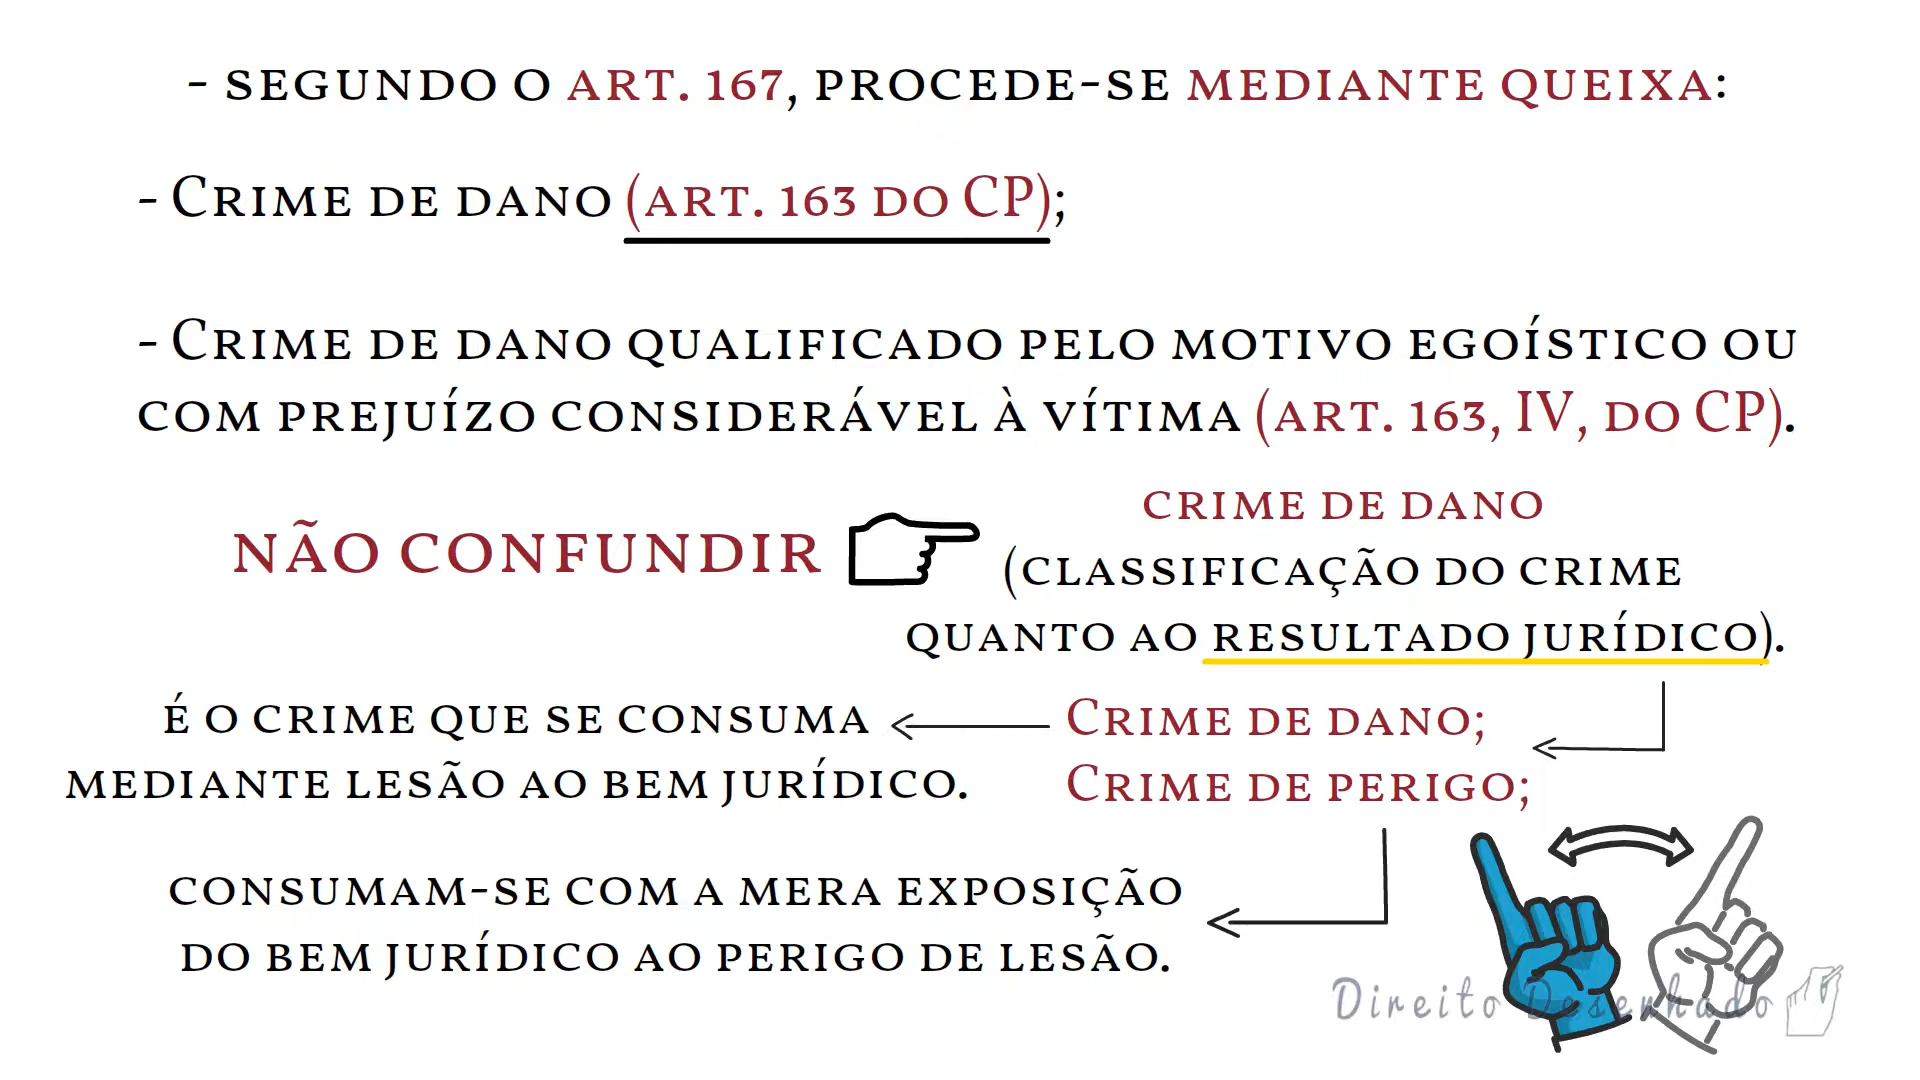 - SEGUNDO O ART. 167, PROCEDE-SE MEDIANTE QUEIXA:
- CRIME DE DANO (ART. 163 DO CP);
- CRIME DE DANO QUALIFICADO PELO MOTIVO EGOÍSTICO OU
COM PREJUÍZO CONSIDERÁVEL À VÍTIMA (ART. 163, IV, DO CP).
NÃO CONFUNDIR
CRIME DE DANO
(CLASSIFICAÇÃO DO CRIME
QUANTO AO RESULTADO JURÍDICO).
É O CRIME QUE SE CONSUMA
MEDIANTE LESÃO AO BEM JURÍDICO.
CRIME DE DANO;
CRIME DE PERIGO;
CONSUMAM-SE COM A MERA EXPOSIÇÃO
DO BEM JURÍDICO AO PERIGO DE LESÃO.
Direito Desenhado